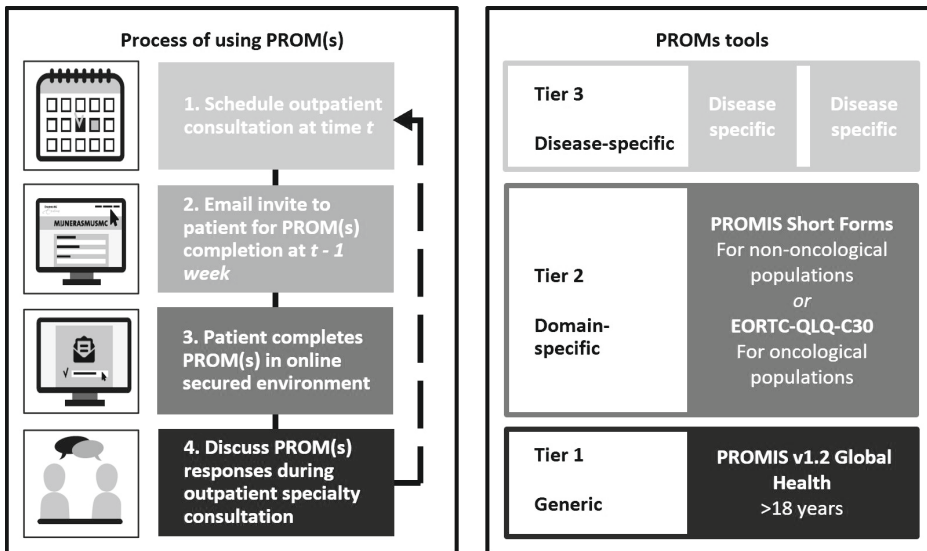 Process of using PROM(s)
1. Schedule outpatient
consultation at time t
2. Email invite to
patient for PROM(s)
completion at t - 1
week
MIJNERASMUSMC
3. Patient completes
PROM(s) in online
secured environment
4. Discuss PROM(s)
responses during
outpatient specialty
consultation
PROMs tools
Tier 3
Disease-specific
Disease
specific
Disease
specific
Tier 2
Domain-
specific
PROMIS Short Forms
For non-oncological
populations
or
EORTC-QLQ-C30
For oncological
populations
Tier 1
Generic
PROMIS v1.2 Global
Health
>18 years